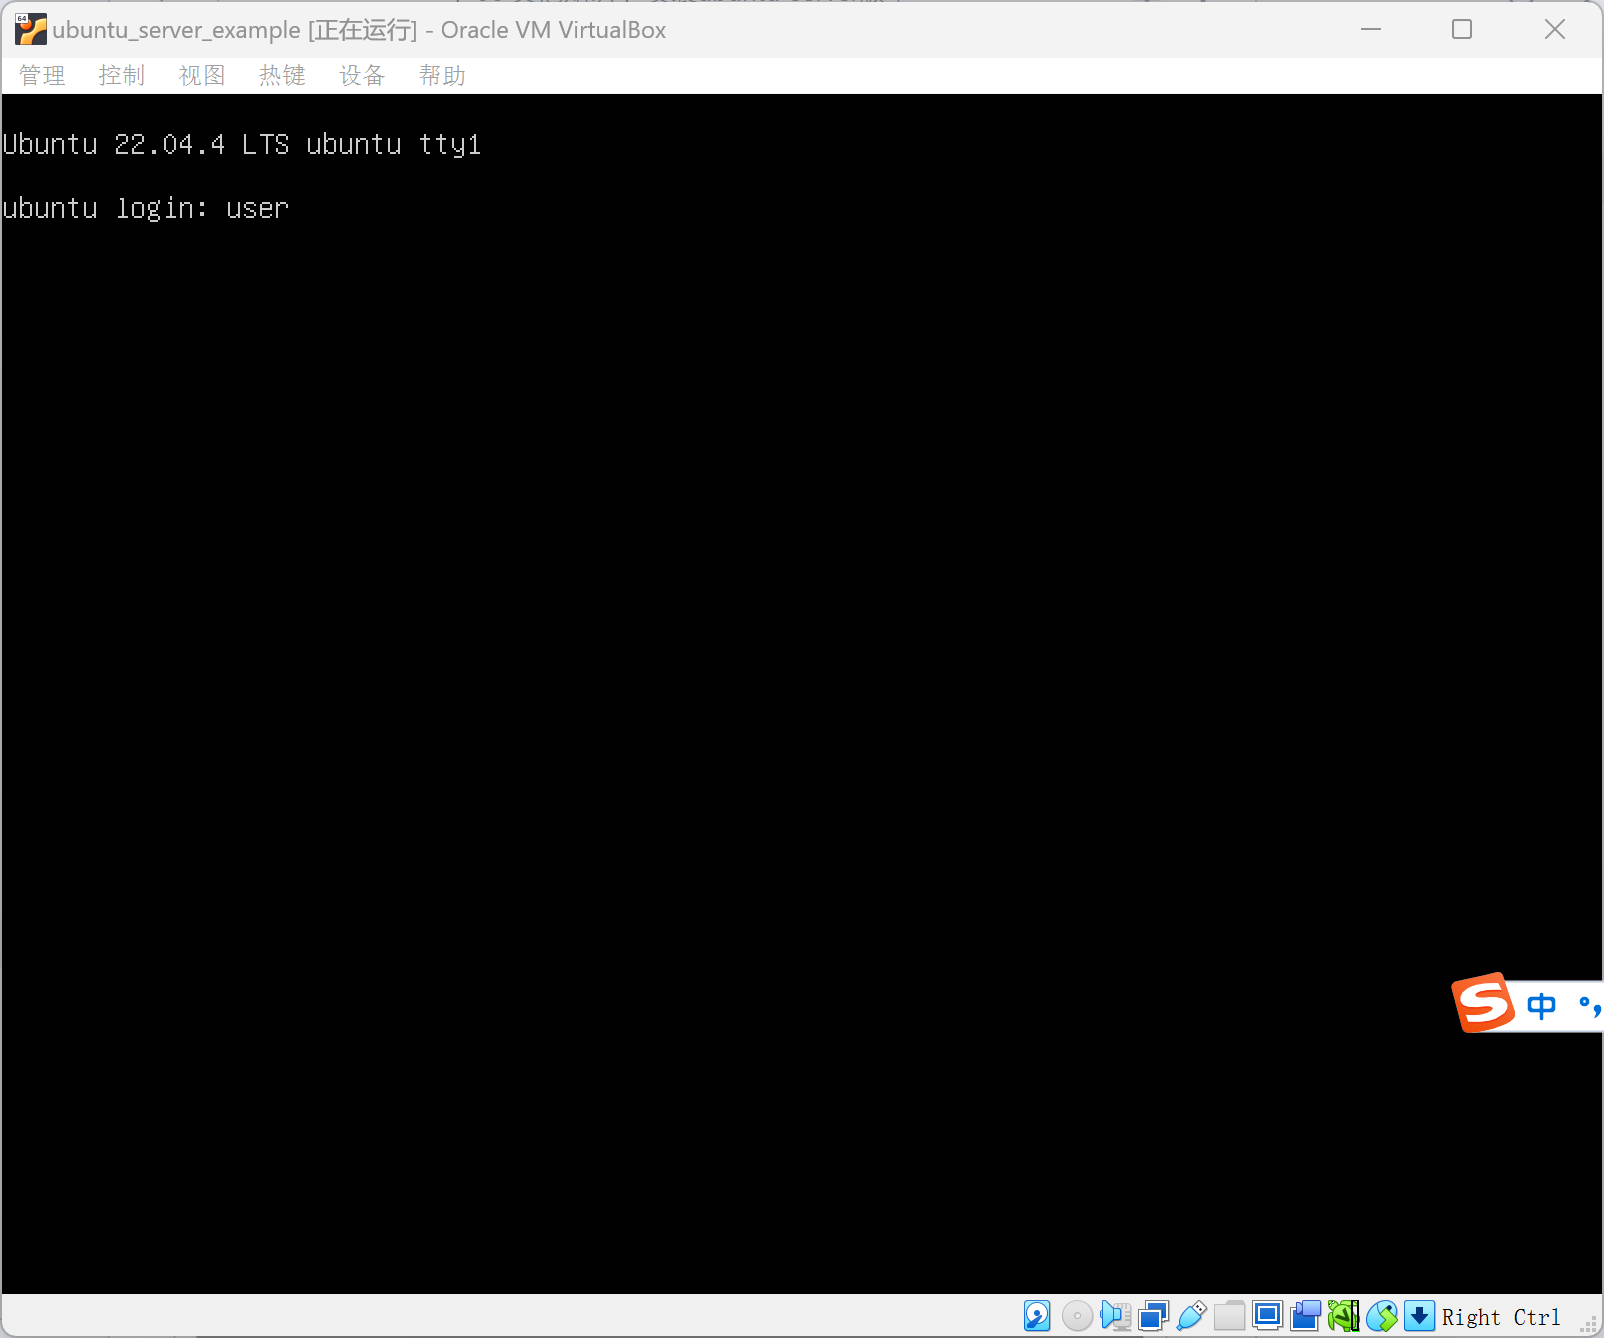 64
ubuntu_server_example [正在运行] - Oracle VM VirtualBox
管理 控制 视图 热键 设备 帮助
Ubuntu 22.04.4 LTS ubuntu tty1
ubuntu login: user
S 中 °,
Right Ctrl